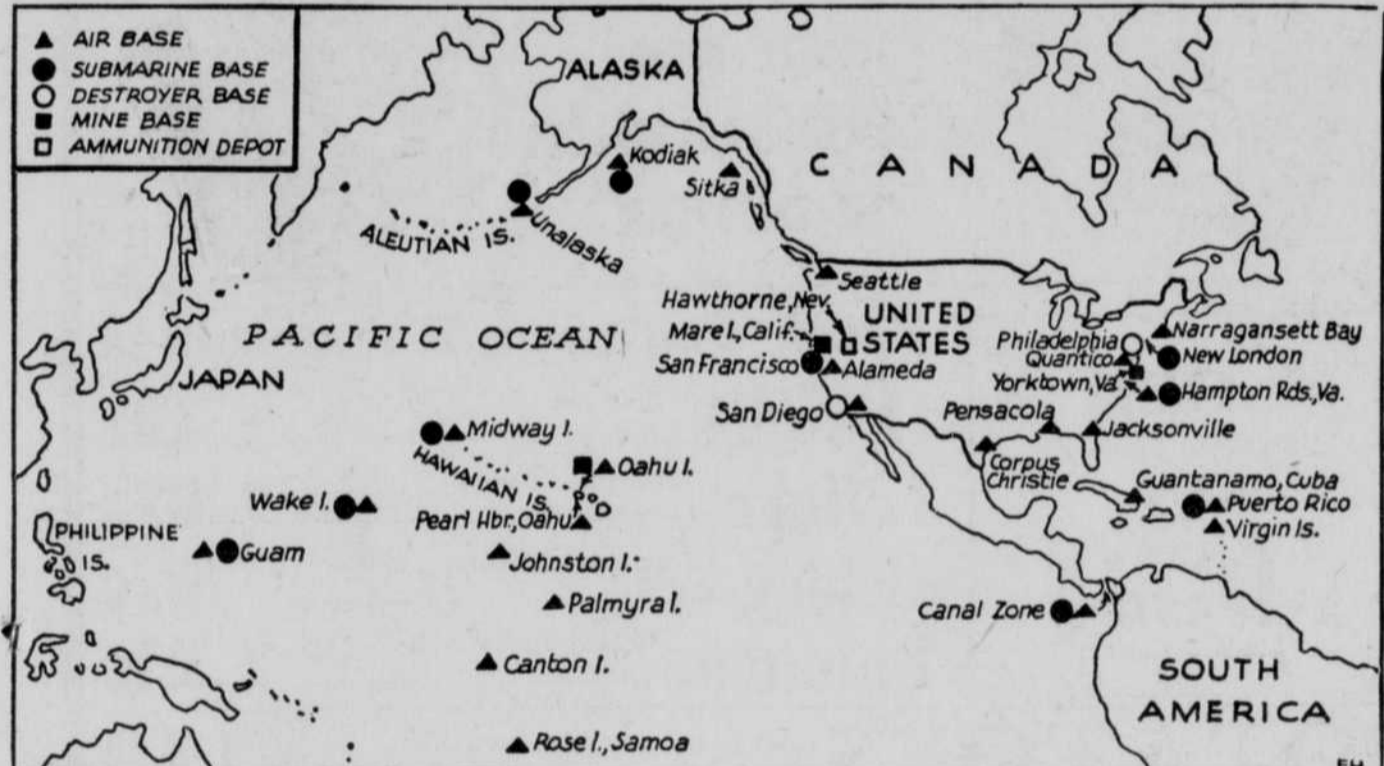 AIR BASE
SUBMARINE BASE
DESTROYER BASE
MINE BASE
AMMUNITION DEPOT
ALASKA
Kodiak
Sitka
CANADA
ALEUTIAN IS.
Unalaska
Seattle
Hawthorne, Nev.
UNITED
STATES
Mare I., Calif.
PACIFIC OCEAN
San Francisco
Alameda
Philadelphia
Narragansett Bay
Quantico
New London
Yorktown, Va.
Hampton Rds., Va.
JAPAN
San Diego
Pensacola
Jacksonville
Midway I.
Corpus
Christie
HAWAIIAN IS.
Oahu I.
Guantanamo, Cuba
Wake I.
Pearl Hbr., Oahu
Puerto Rico
Virgin Is.
PHILIPPINE
IS.
Guam
Johnston I.
Palmyra I.
Canal Zone
Canton I.
SOUTH
AMERICA
Rose I., Samoa